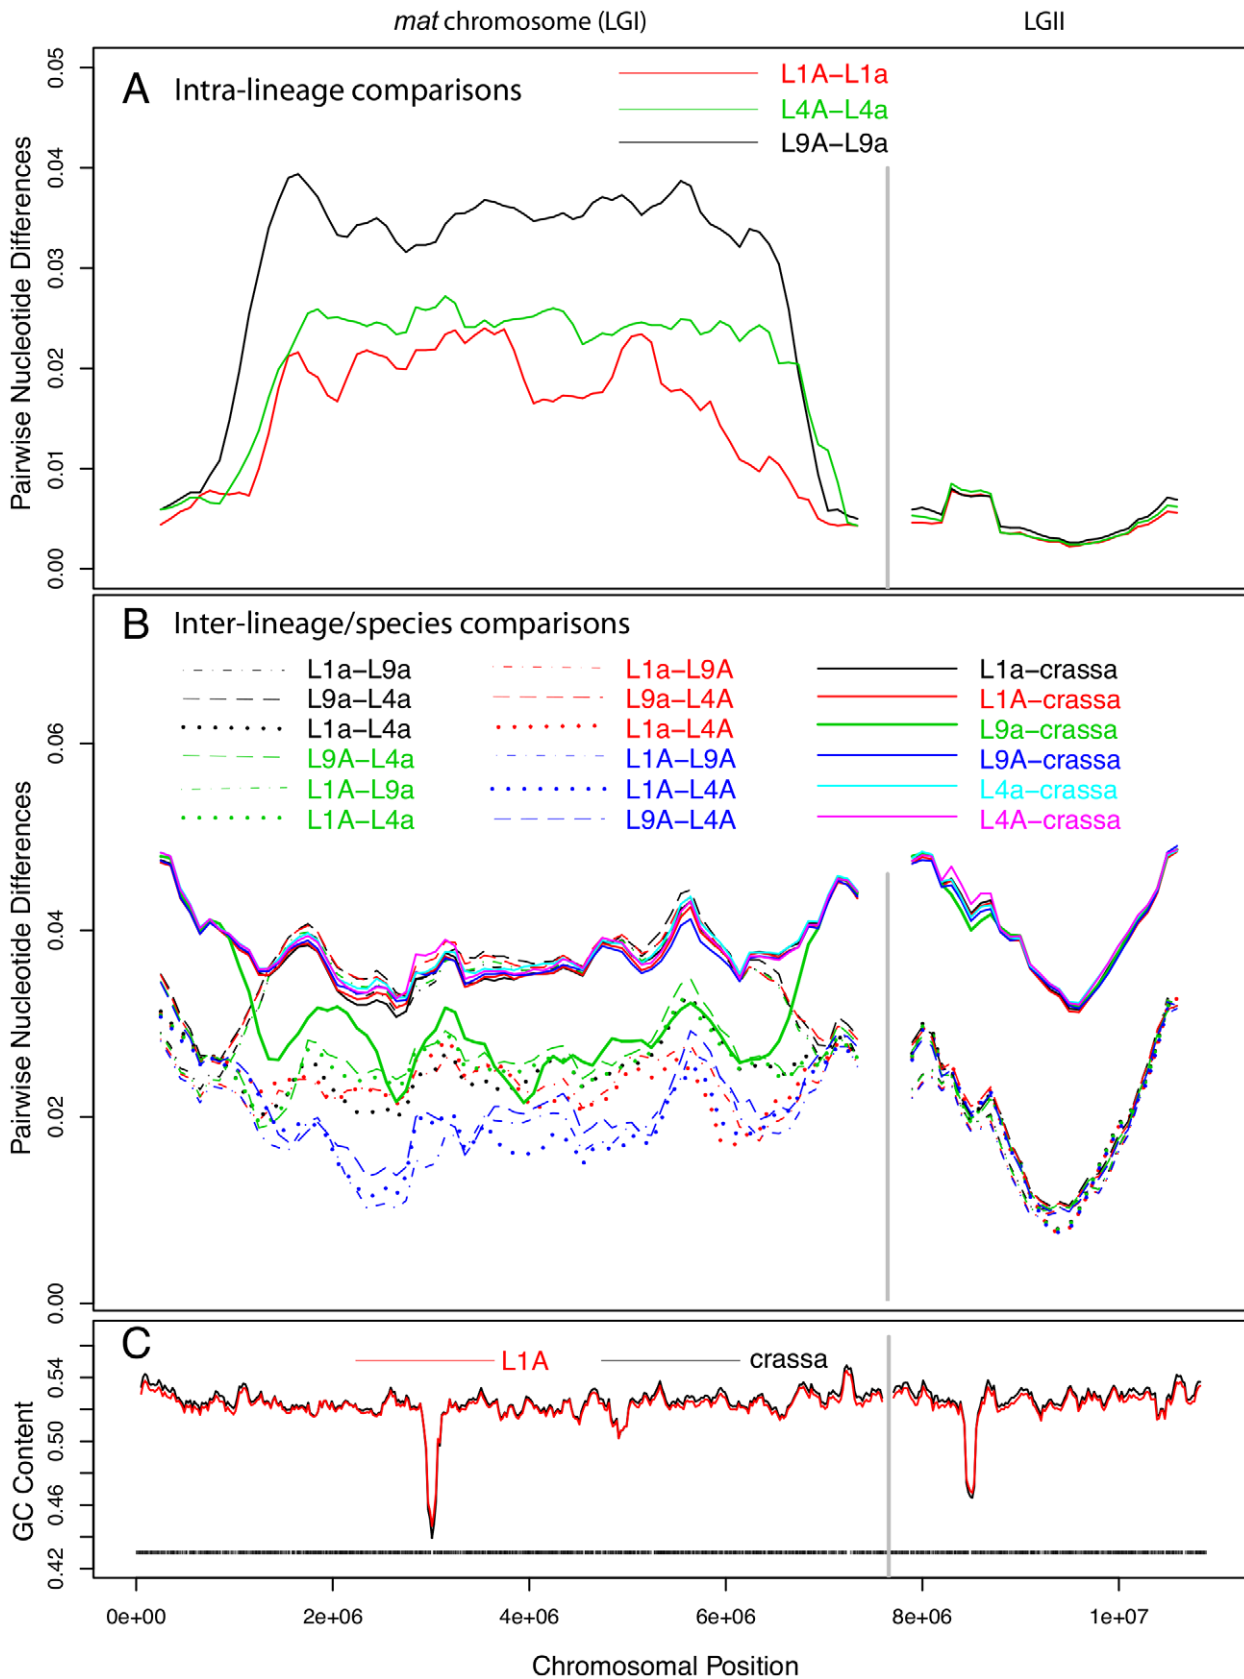 mat chromosome (LGI) LGII
A Intra-lineage comparisons
L1A–L1a
L4A–L4a
L9A–L9a
Pairwise Nucleotide Differences
0.05
0.04
0.03
0.02
0.01
0.00
B Inter-lineage/species comparisons
L1a–L9a L1a–L9A L1a–crassa
L9a–L4a L9a–L4A L1A–crassa
L1a–L4a L1a–L4A L9a–crassa
L9A–L4a L1A–L9A L9A–crassa
L1A–L9a L1A–L4A L4a–crassa
L1A–L4a L9A–L4A L4A–crassa
Pairwise Nucleotide Differences
0.06
0.04
0.02
0.00
C L1A crassa
GC Content
0.54
0.50
0.46
0.42
0e+00 2e+06 4e+06 6e+06 8e+06 1e+07
Chromosomal Position